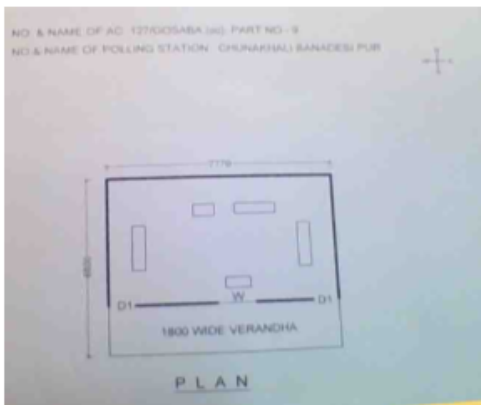 NO. & NAME OF AC. 127/GOSABA (sc), PART NO - 9
NO & NAME OF POLLING STATION : CHUNAKHALI BANADESI PUR
7779
D1
W
D1
1800 WIDE VERANDHA
PLAN